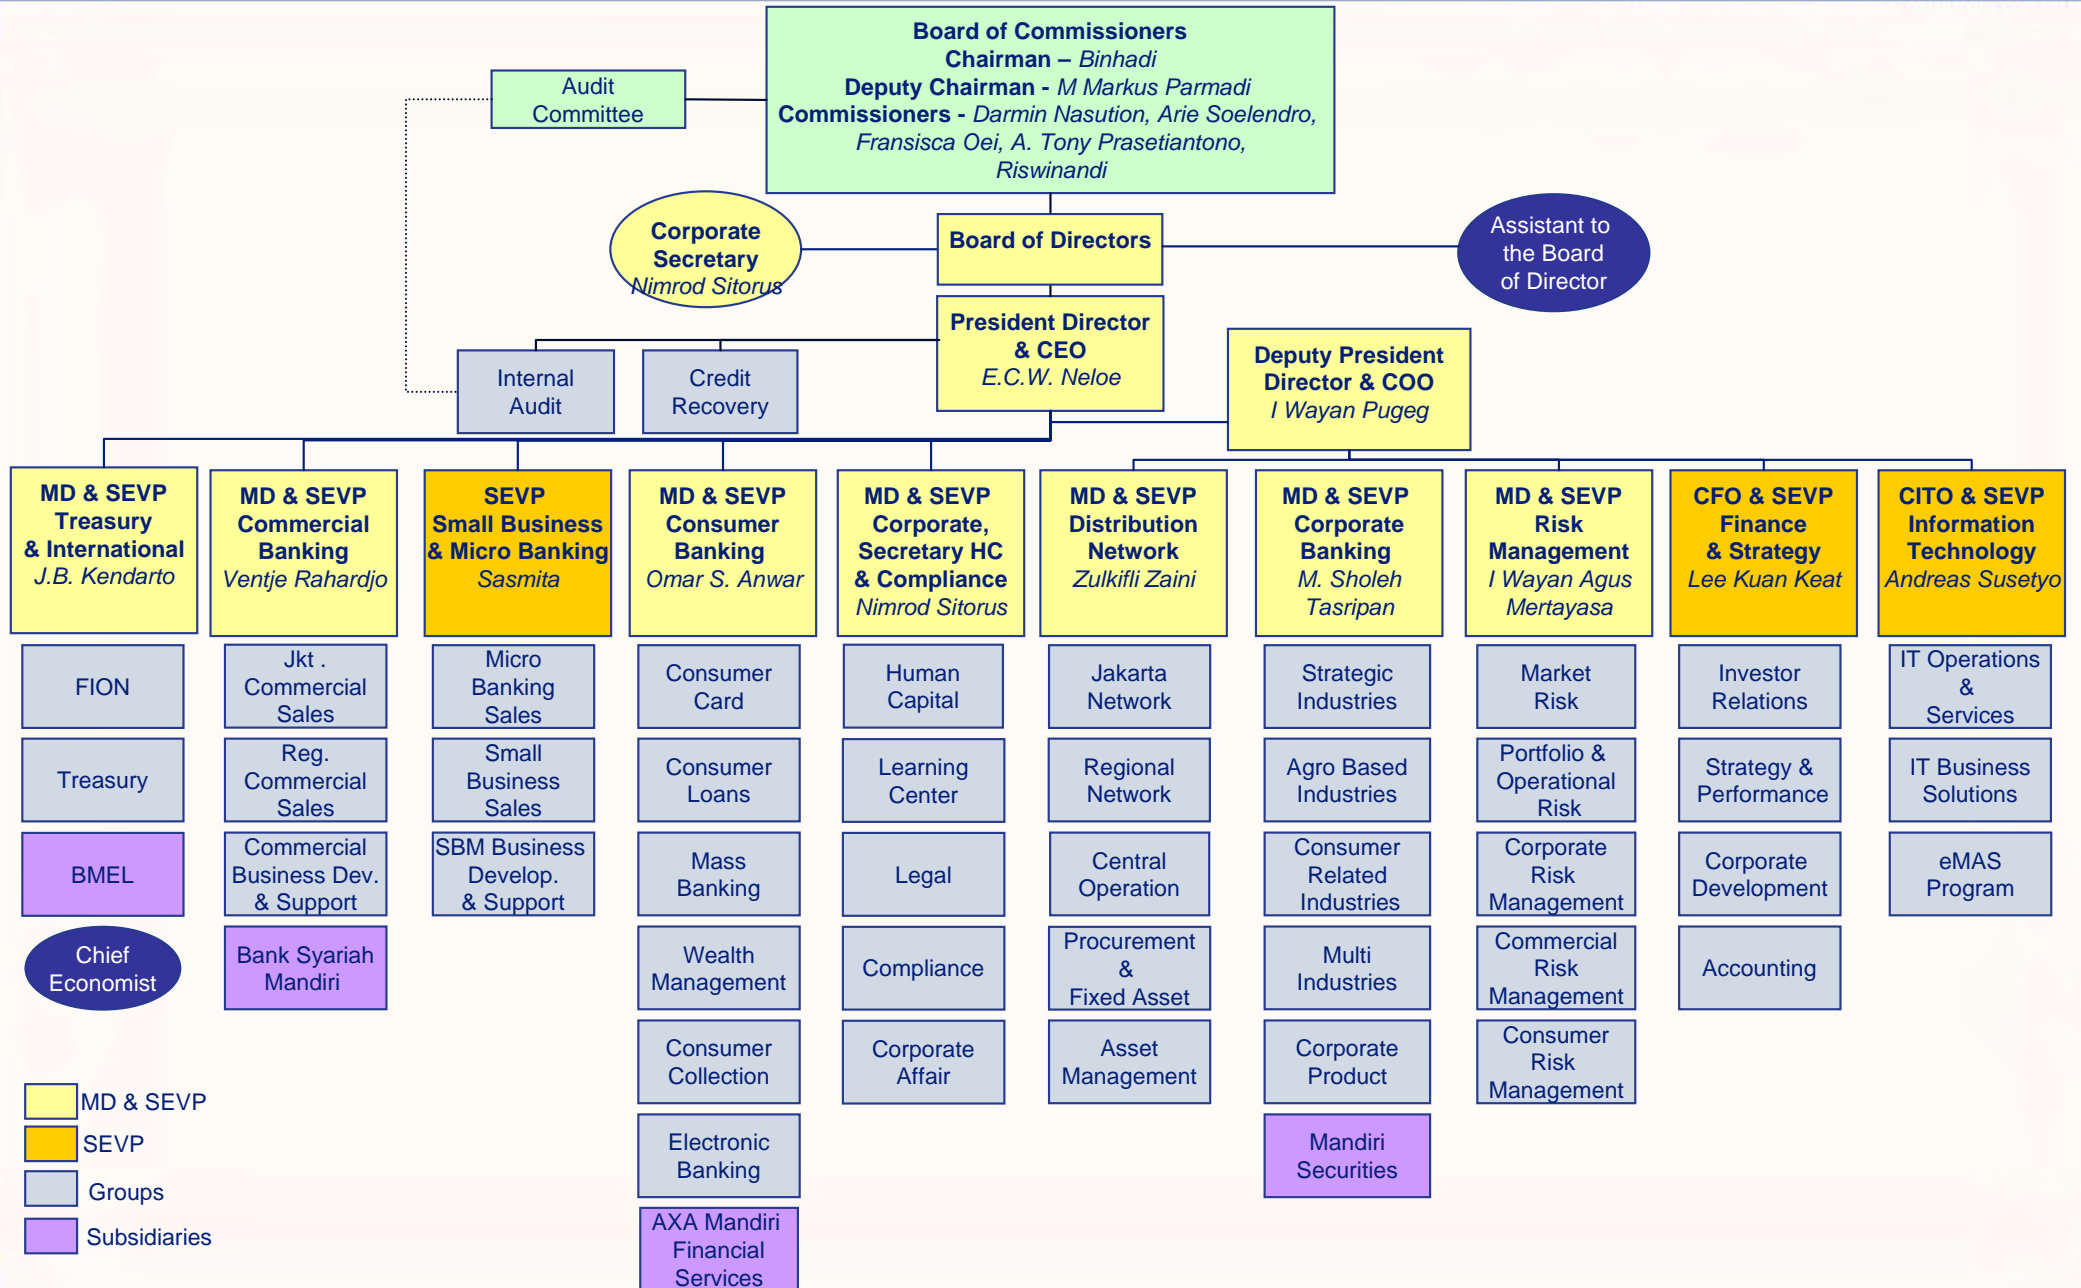 Board of Commissioners
Chairman – Binhadi
Deputy Chairman - M Markus Parmadi
Commissioners - Darmin Nasution, Arie Soelendro,
Fransisca Oei, A. Tony Prasetiantono,
Riswinandi
Audit
Committee
Corporate
Secretary
Nimrod Sitorus
Board of Directors
Assistant to
the Board
of Director
President Director
& CEO
E.C.W. Neloe
Deputy President
Director & COO
I Wayan Pugeg
Internal
Audit
Credit
Recovery
MD & SEVP
Treasury
& International
J.B. Kendarto
MD & SEVP
Commercial
Banking
Ventje Rahardjo
SEVP
Small Business
& Micro Banking
Sasmita
MD & SEVP
Consumer
Banking
Omar S. Anwar
MD & SEVP
Corporate,
Secretary HC
& Compliance
Nimrod Sitorus
MD & SEVP
Distribution
Network
Zulkifli Zaini
MD & SEVP
Corporate
Banking
M. Sholeh
Tasripan
MD & SEVP
Risk
Management
I Wayan Agus
Mertayasa
CFO & SEVP
Finance
& Strategy
Lee Kuan Keat
CITO & SEVP
Information
Technology
Andreas Susetyo
FION
Treasury
BMEL
Chief
Economist
Jkt .
Commercial
Sales
Reg.
Commercial
Sales
Commercial
Business Dev.
& Support
Bank Syariah
Mandiri
Micro
Banking
Sales
Small
Business
Sales
SBM Business
Develop.
& Support
Consumer
Card
Consumer
Loans
Mass
Banking
Wealth
Management
Consumer
Collection
Electronic
Banking
AXA Mandiri
Financial
Services
Human
Capital
Learning
Center
Legal
Compliance
Corporate
Affair
Jakarta
Network
Regional
Network
Central
Operation
Procurement
&
Fixed Asset
Asset
Management
Strategic
Industries
Agro Based
Industries
Consumer
Related
Industries
Multi
Industries
Corporate
Product
Mandiri
Securities
Market
Risk
Portfolio &
Operational
Risk
Corporate
Risk
Management
Commercial
Risk
Management
Consumer
Risk
Management
Investor
Relations
Strategy &
Performance
Corporate
Development
Accounting
IT Operations
&
Services
IT Business
Solutions
eMAS
Program
MD & SEVP
SEVP
Groups
Subsidiaries